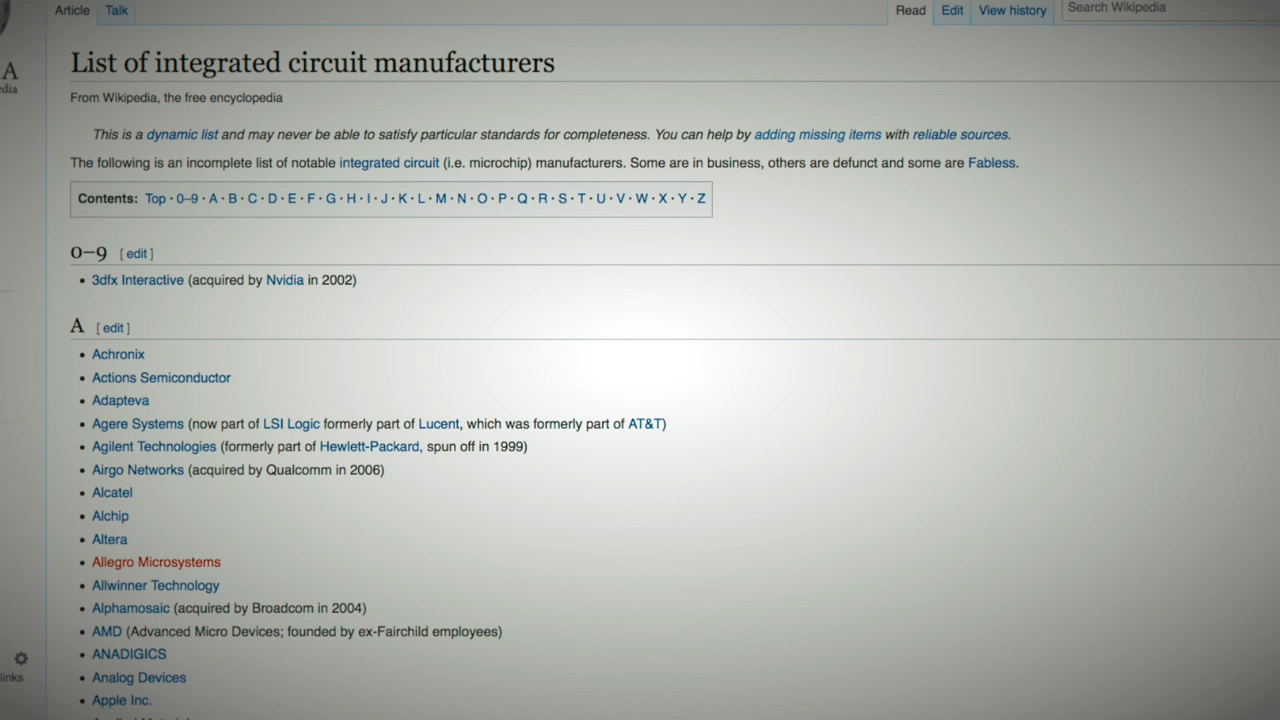 Article Talk Read Edit View history Search Wikipedia
A
List of integrated circuit manufacturers
From Wikipedia, the free encyclopedia
This is a dynamic list and may never be able to satisfy particular standards for completeness. You can help by adding missing items with reliable sources.
The following is an incomplete list of notable integrated circuit (i.e. microchip) manufacturers. Some are in business, others are defunct and some are Fabless.
Contents: Top · 0–9 · A · B · C · D · E · F · G · H · I · J · K · L · M · N · O · P · Q · R · S · T · U · V · W · X · Y · Z
0–9 [ edit ]
• 3dfx Interactive (acquired by Nvidia in 2002)
A [ edit ]
• Achronix
• Actions Semiconductor
• Adapteva
• Agere Systems (now part of LSI Logic formerly part of Lucent, which was formerly part of AT&T)
• Agilent Technologies (formerly part of Hewlett-Packard, spun off in 1999)
• Airgo Networks (acquired by Qualcomm in 2006)
• Alcatel
• Alchip
• Altera
• Allegro Microsystems
• Allwinner Technology
• Alphamosaic (acquired by Broadcom in 2004)
• AMD (Advanced Micro Devices; founded by ex-Fairchild employees)
• ANADIGICS
links
• Analog Devices
• Apple Inc.